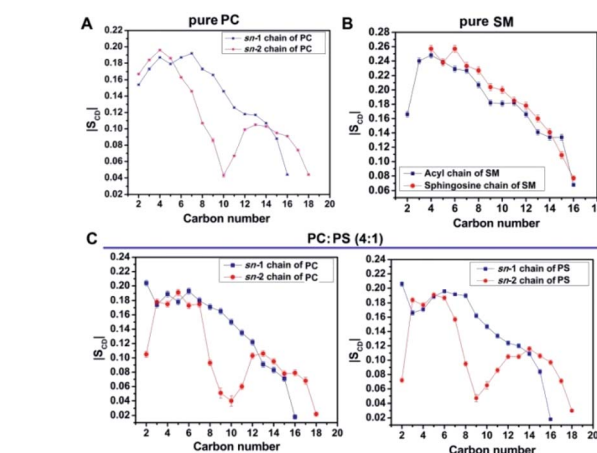 A
pure PC
sn-1 chain of PC
sn-2 chain of PC
|S_CD|
0.22
0.20
0.18
0.16
0.14
0.12
0.10
0.08
0.06
0.04
0.02
0 2 4 6 8 10 12 14 16 18 20
Carbon number
B
pure SM
Acyl chain of SM
Sphingosine chain of SM
|S_CD|
0.28
0.26
0.24
0.22
0.20
0.18
0.16
0.14
0.12
0.10
0.08
0.06
2 4 6 8 10 12 14 16
Carbon number
C
PC:PS (4:1)
sn-1 chain of PC
sn-2 chain of PC
|S_CD|
0.24
0.22
0.20
0.18
0.16
0.14
0.12
0.10
0.08
0.06
0.04
0.02
2 4 6 8 10 12 14 16 18 20
Carbon number
sn-1 chain of PS
sn-2 chain of PS
|S_CD|
0.24
0.22
0.20
0.18
0.16
0.14
0.12
0.10
0.08
0.06
0.04
0.02
2 4 6 8 10 12 14 16 18 20
Carbon number